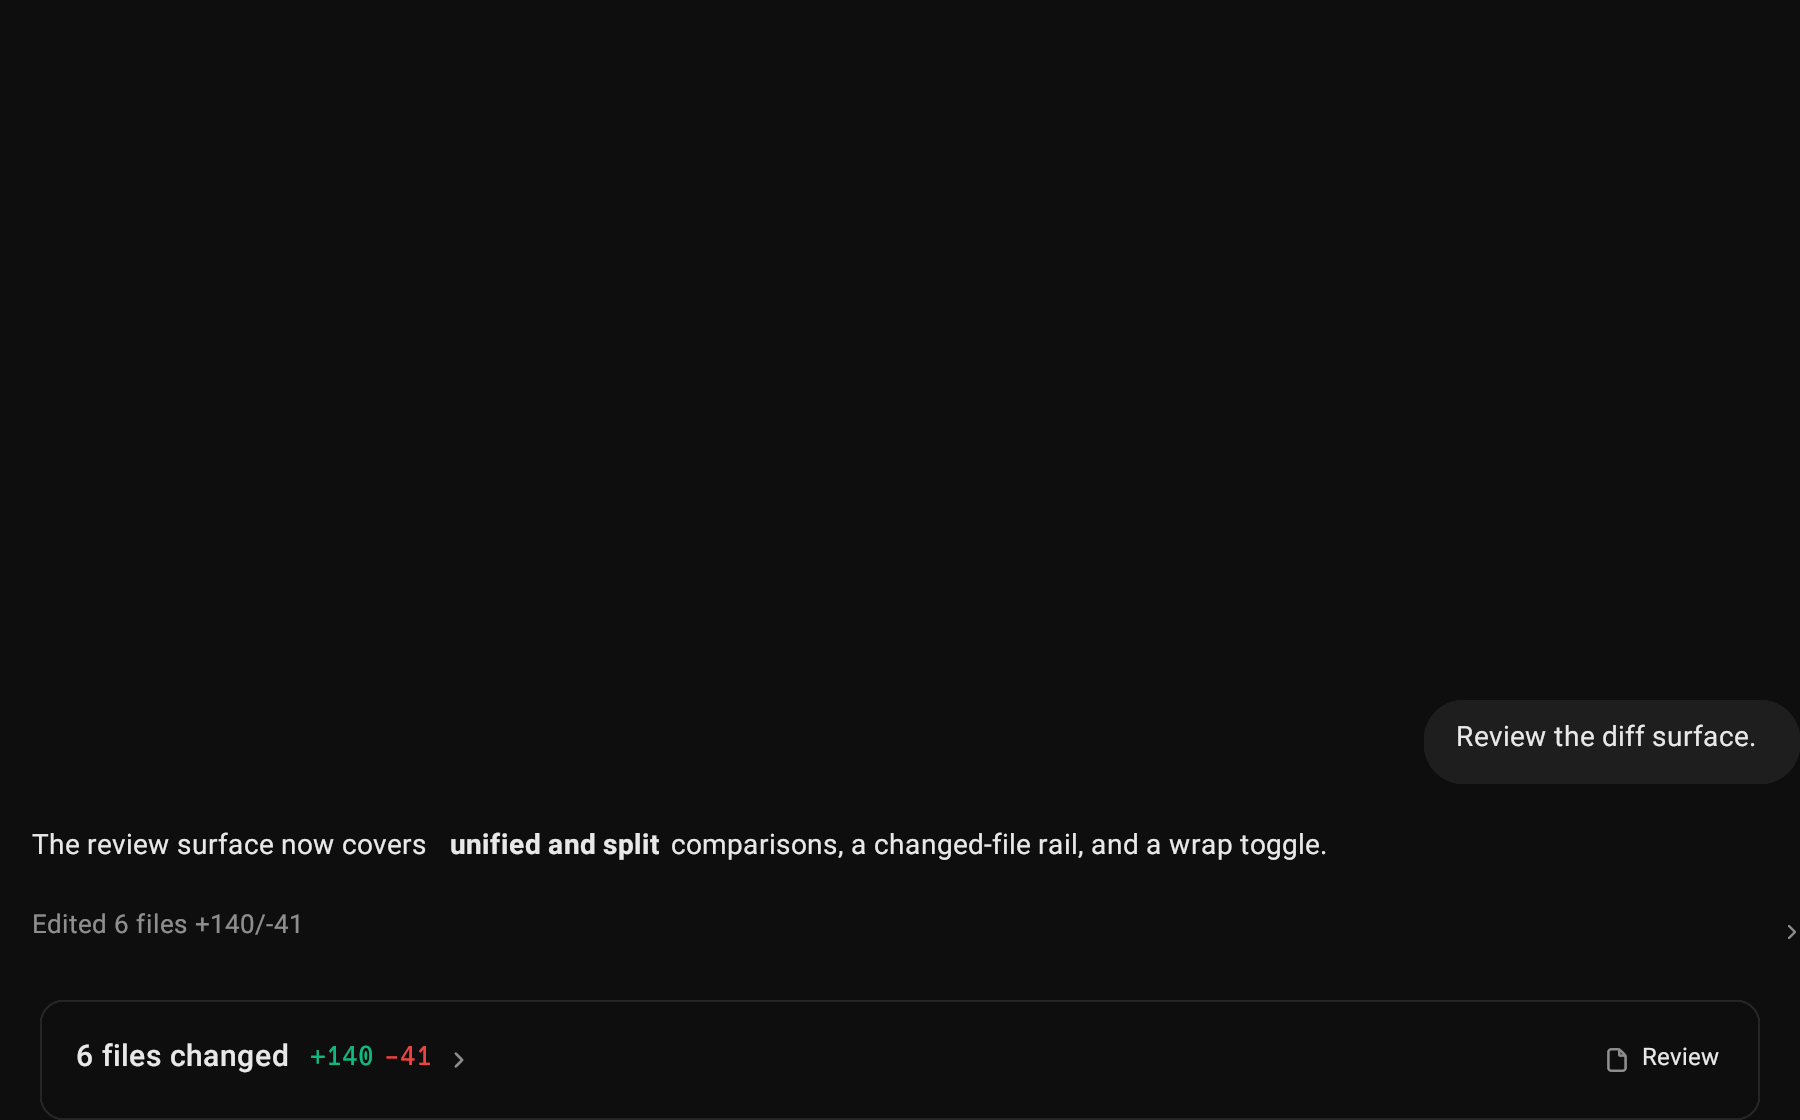 Review the diff surface.
The review surface now covers unified and split comparisons, a changed-file rail, and a wrap toggle.
Edited 6 files +140/-41
6 files changed +140 -41
Review